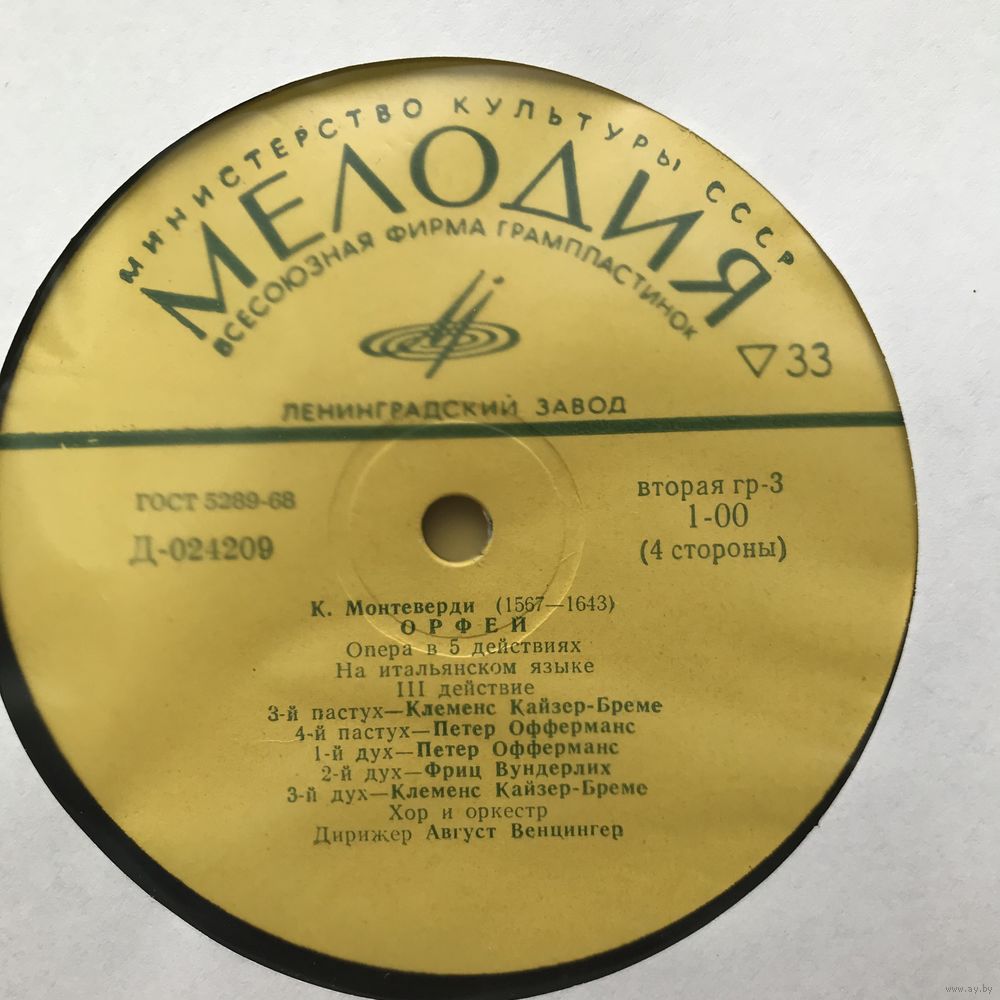 МИНИСТЕРСТВО КУЛЬТУРЫ СССР
МЕЛОДИЯ
ВСЕСОЮЗНАЯ ФИРМА ГРАМПЛАСТИНОК
▽33
ЛЕНИНГРАДСКИЙ ЗАВОД
ГОСТ 5289-68
Д-024209
вторая гр-3
1-00
(4 стороны)
К. Монтеверди (1567—1643)
ОРФЕЙ
Опера в 5 действиях
На итальянском языке
III действие
3-й пастух—Клеменс Кайзер-Бреме
4-й пастух—Петер Офферманс
1-й дух—Петер Офферманс
2-й дух—Фриц Вундерлих
3-й дух—Клеменс Кайзер-Бреме
Хор и оркестр
Дирижер Август Венцингер
www.ay.by